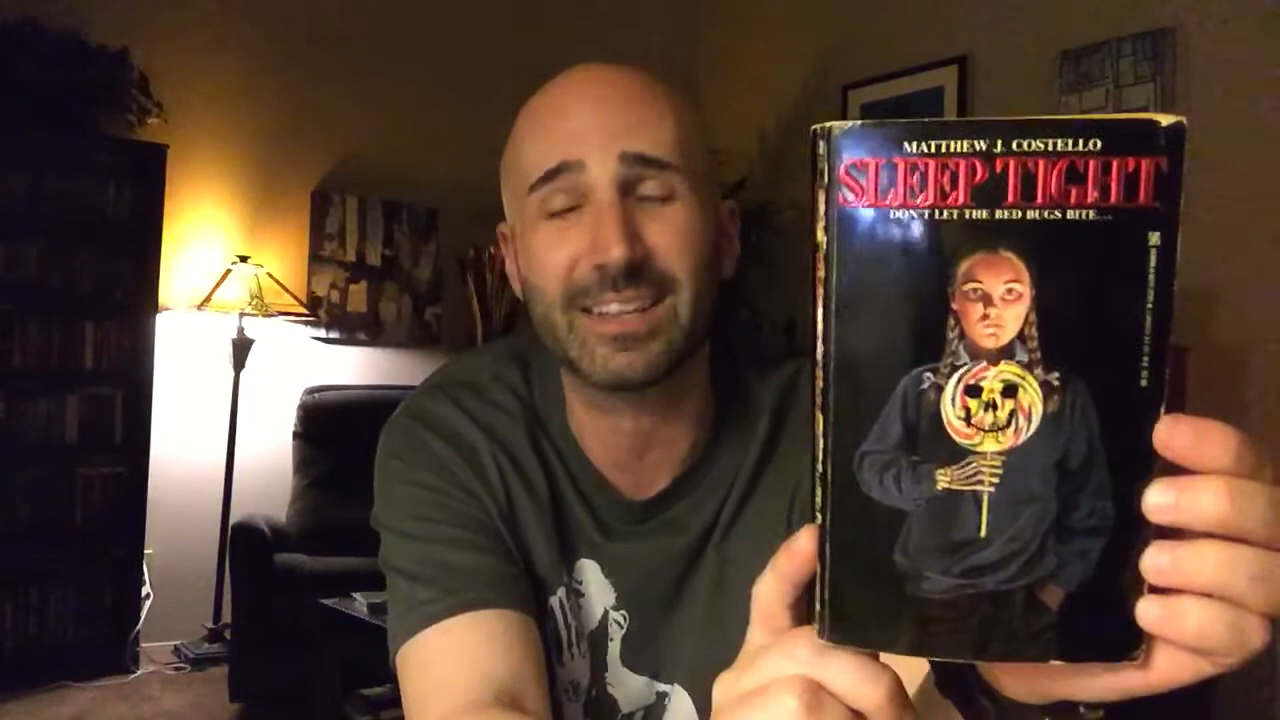 MATTHEW J. COSTELLO
SLEEP TIGHT
DON'T LET THE BED BUGS BITE...